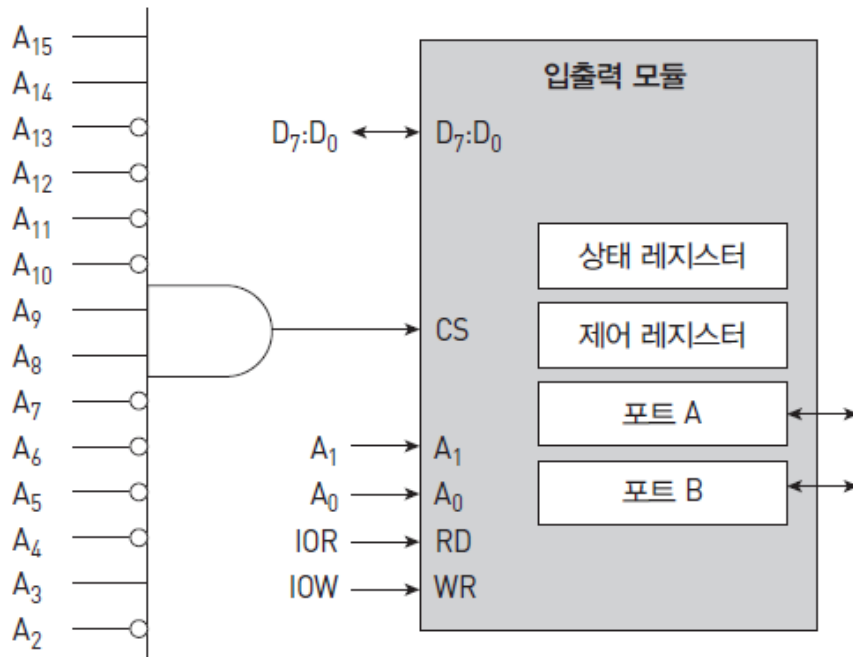 A15
A14
A13
A12
A11
A10
A9
A8
A7
A6
A5
A4
A3
A2
입출력 모듈
D7:D0 D7:D0
상태 레지스터
제어 레지스터
CS
포트 A
포트 B
A1 A1
A0 A0
IOR RD
IOW WR